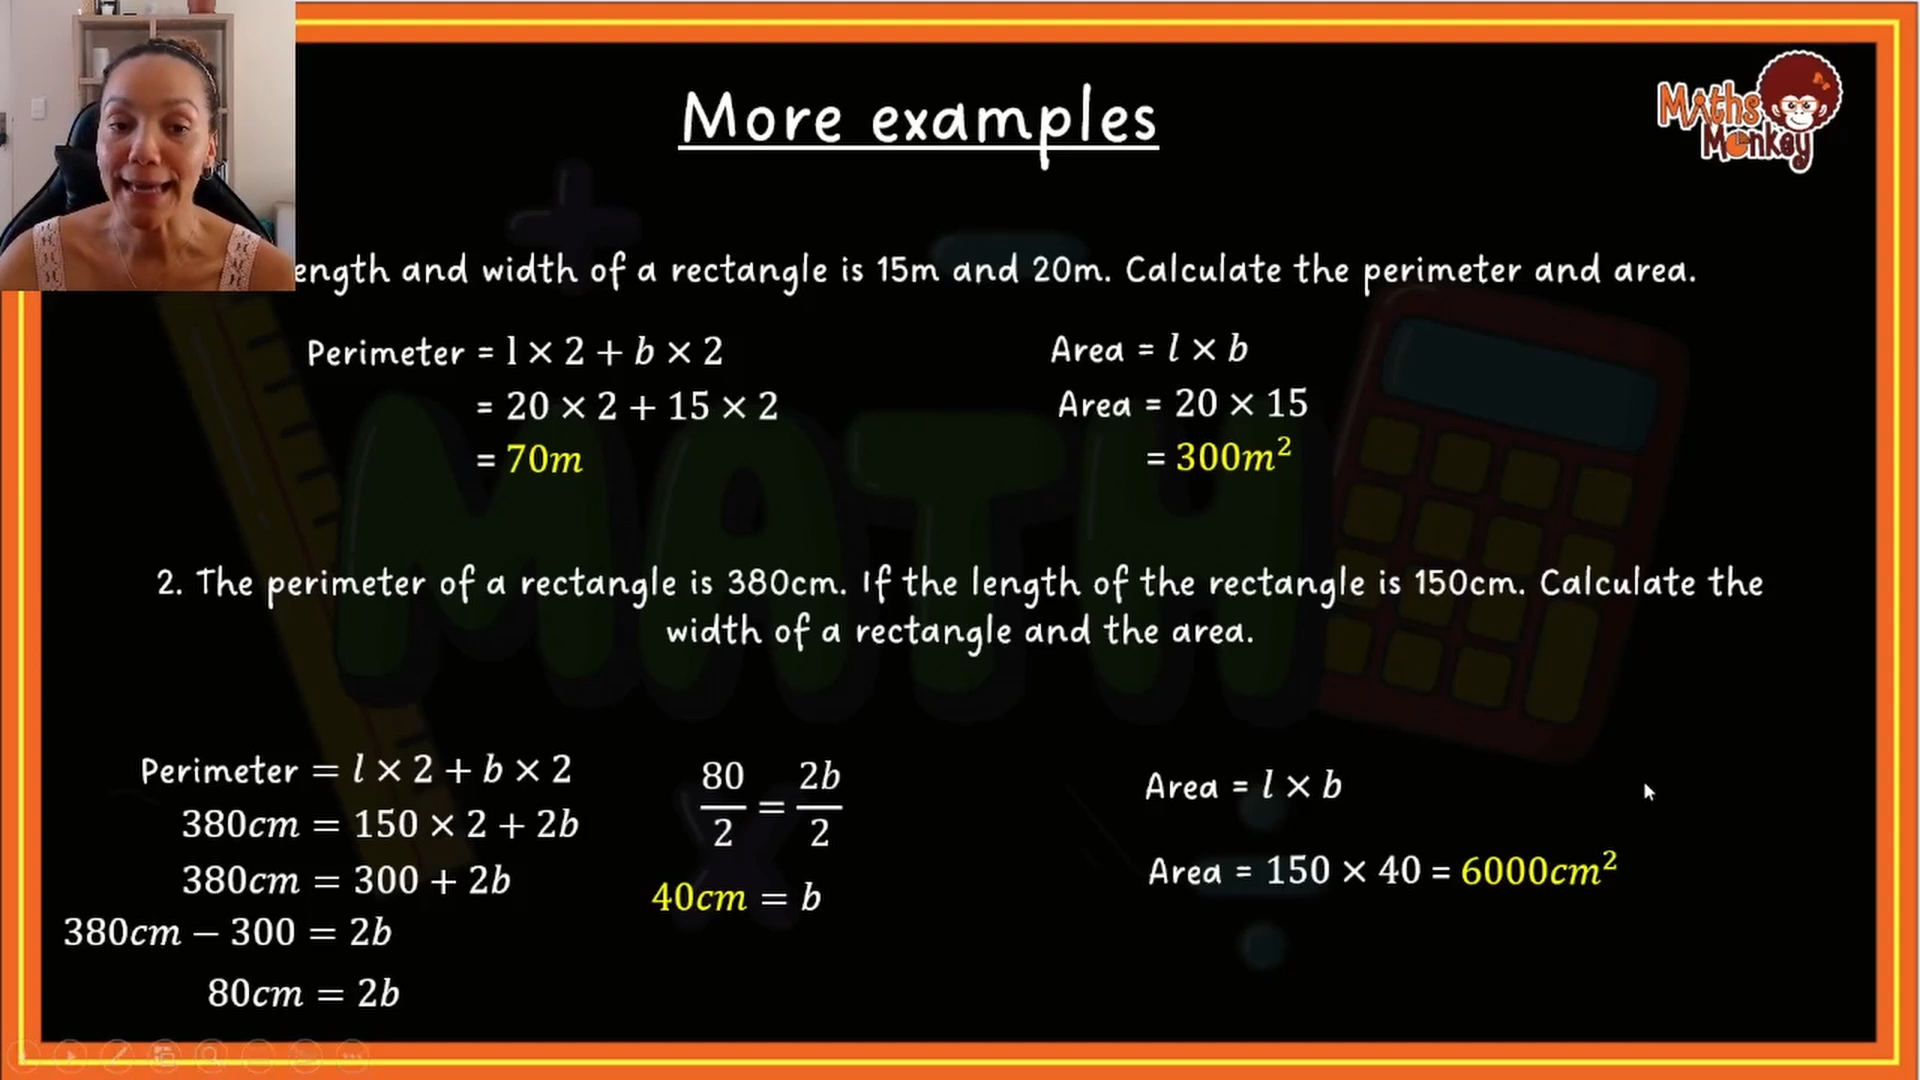 More examples
Maths
Monkey
ength and width of a rectangle is 15m and 20m. Calculate the perimeter and area.
Perimeter = l × 2 + b × 2
= 20 × 2 + 15 × 2
= 70m
Area = l × b
Area = 20 × 15
= 300m²
2. The perimeter of a rectangle is 380cm. If the length of the rectangle is 150cm. Calculate the
width of a rectangle and the area.
Perimeter = l × 2 + b × 2
380cm = 150 × 2 + 2b
380cm = 300 + 2b
380cm − 300 = 2b
80cm = 2b
80/2 = 2b/2
40cm = b
Area = l × b
Area = 150 × 40 = 6000cm²
MATH